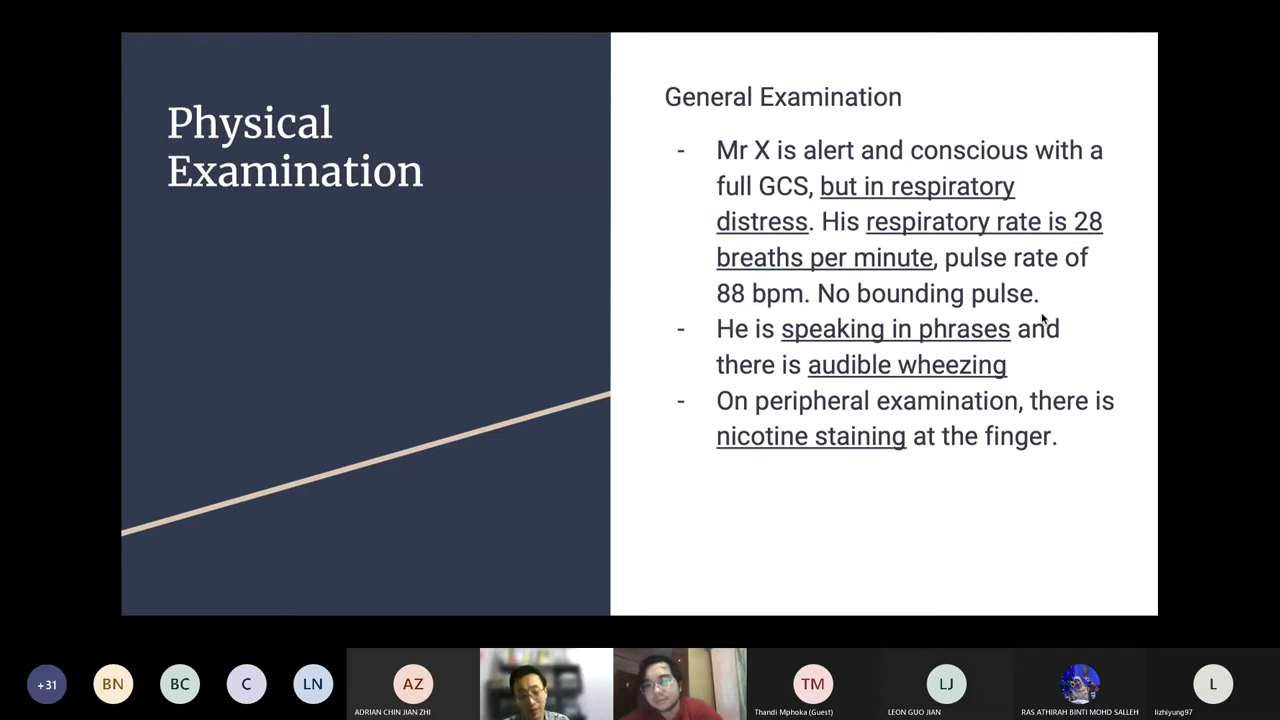 Physical
Examination
General Examination
- Mr X is alert and conscious with a
full GCS, but in respiratory
distress. His respiratory rate is 28
breaths per minute, pulse rate of
88 bpm. No bounding pulse.
- He is speaking in phrases and
there is audible wheezing
- On peripheral examination, there is
nicotine staining at the finger.
+31
BN
BC
C
LN
AZ
ADRIAN CHIN JIAN ZHI
TM
Thandi Mphoka (Guest)
LJ
LEON GUO JIAN
RAS ATHIRAH BINTI MOHD SALLEH
L
lizhiyung97